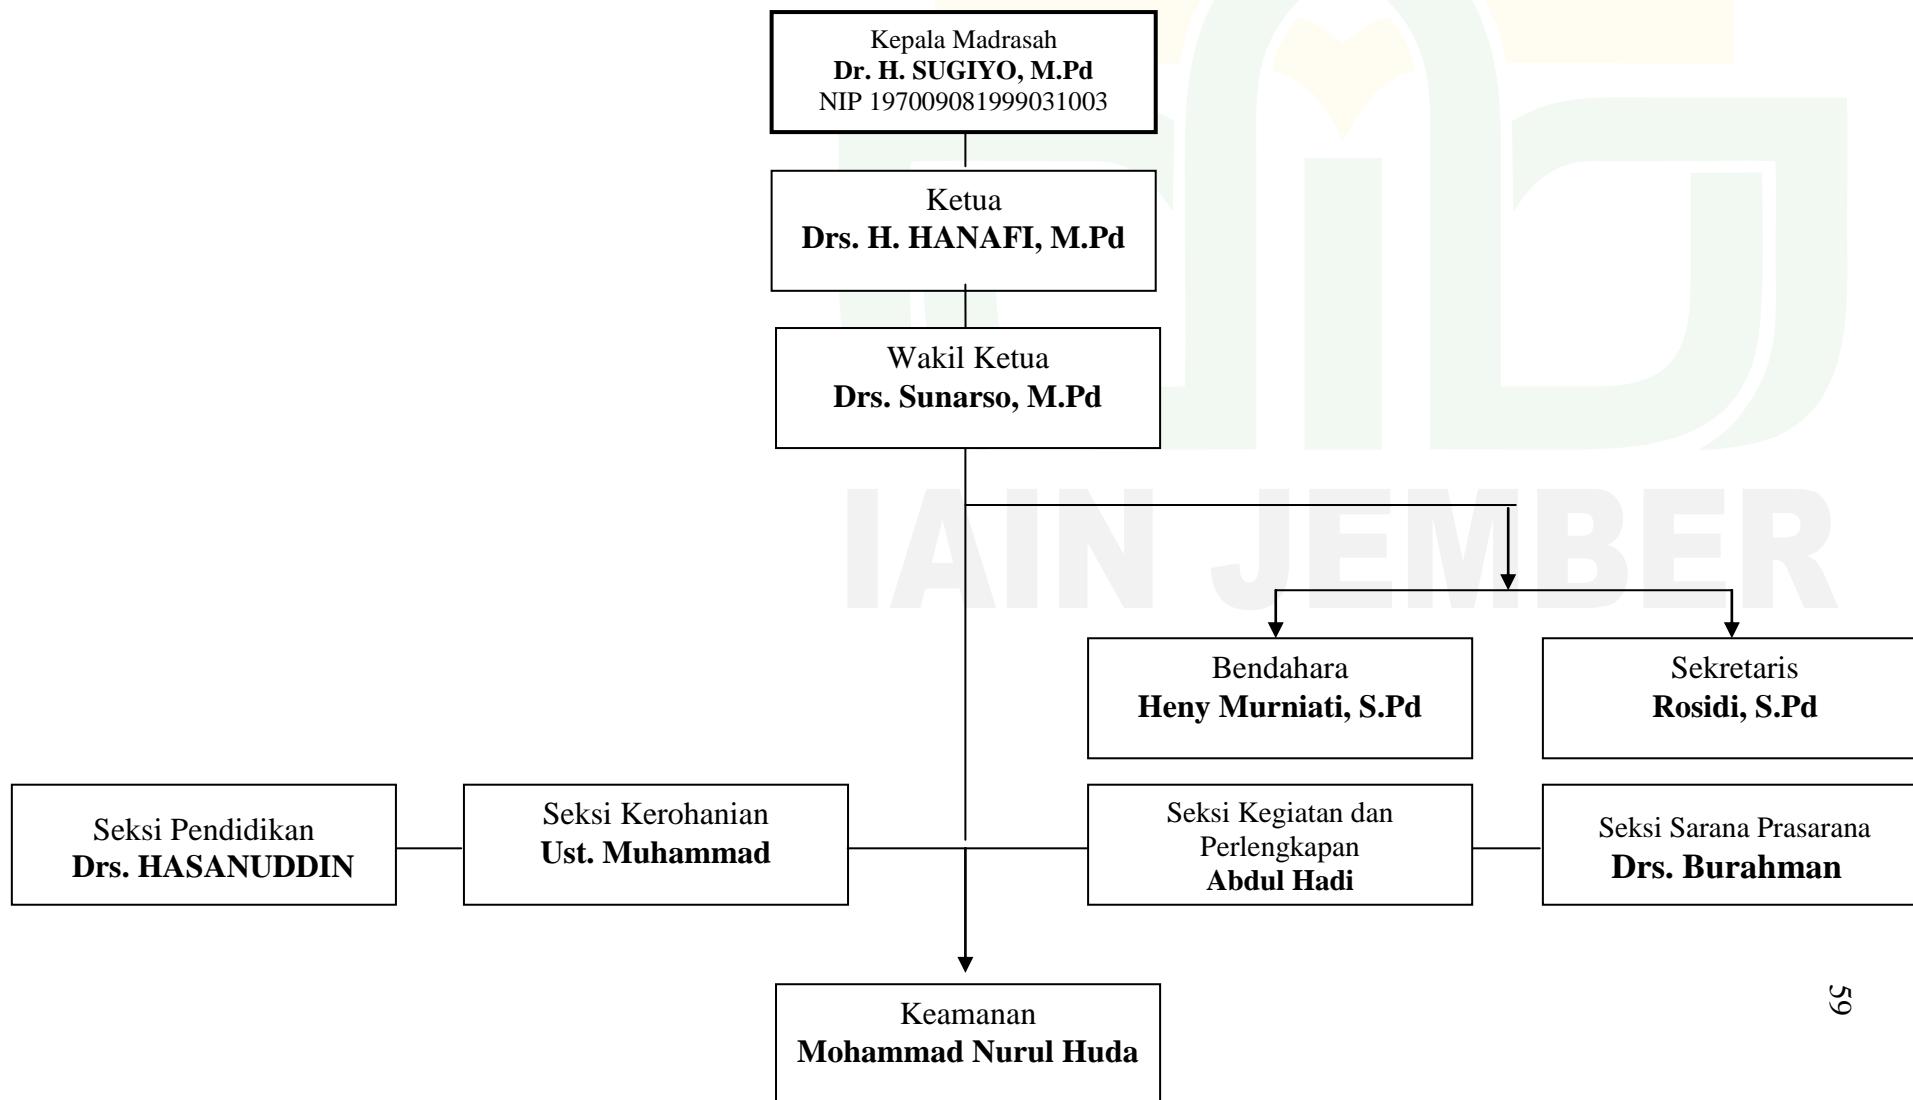 Kepala Madrasah
Dr. H. SUGIYO, M.Pd
NIP 197009081999031003
Ketua
Drs. H. HANAFI, M.Pd
Wakil Ketua
Drs. Sunarso, M.Pd
IAIN JEMBER
Bendahara
Heny Murniati, S.Pd
Sekretaris
Rosidi, S.Pd
Seksi Pendidikan
Drs. HASANUDDIN
Seksi Kerohanian
Ust. Muhammad
Seksi Kegiatan dan
Perlengkapan
Abdul Hadi
Seksi Sarana Prasarana
Drs. Burahman
Keamanan
Mohammad Nurul Huda
59